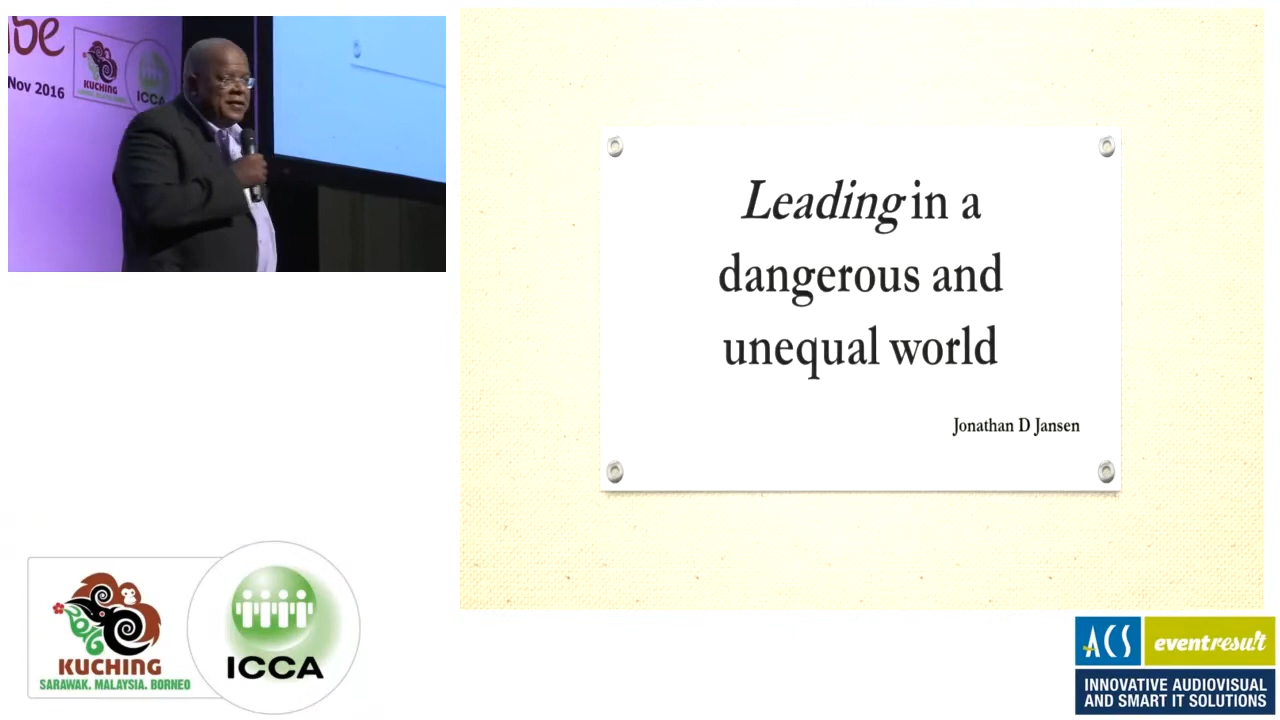 Nov 2016
KUCHING
ICCA
Leading in a
dangerous and
unequal world
Jonathan D Jansen
2016
KUCHING
SARAWAK. MALAYSIA. BORNEO
ICCA
ACS
eventresult
INNOVATIVE AUDIOVISUAL
AND SMART IT SOLUTIONS